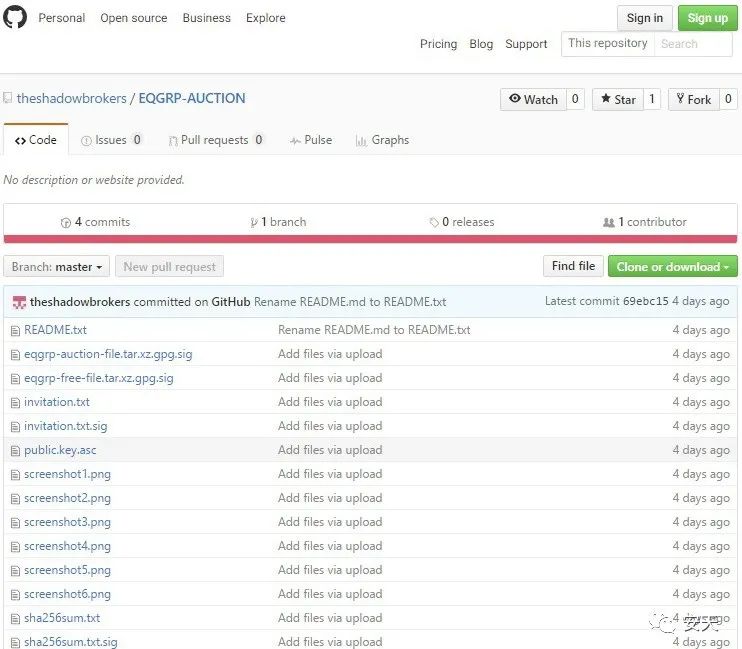 Personal Open source Business Explore Sign in Sign up
Pricing Blog Support This repository Search
theshadowbrokers / EQGRP-AUCTION Watch 0 Star 1 Fork 0
Code Issues 0 Pull requests 0 Pulse Graphs
No description or website provided.
4 commits 1 branch 0 releases 1 contributor
Branch: master New pull request Find file Clone or download
theshadowbrokers committed on GitHub Rename README.md to README.txt Latest commit 69ebc15 4 days ago
README.txt Rename README.md to README.txt 4 days ago
eqgrp-auction-file.tar.xz.gpg.sig Add files via upload 4 days ago
eqgrp-free-file.tar.xz.gpg.sig Add files via upload 4 days ago
invitation.txt Add files via upload 4 days ago
invitation.txt.sig Add files via upload 4 days ago
public.key.asc Add files via upload 4 days ago
screenshot1.png Add files via upload 4 days ago
screenshot2.png Add files via upload 4 days ago
screenshot3.png Add files via upload 4 days ago
screenshot4.png Add files via upload 4 days ago
screenshot5.png Add files via upload 4 days ago
screenshot6.png Add files via upload 4 days ago
sha256sum.txt Add files via upload 4 days ago
安天
sha256sum.txt.sig Add files via upload 4 days ago